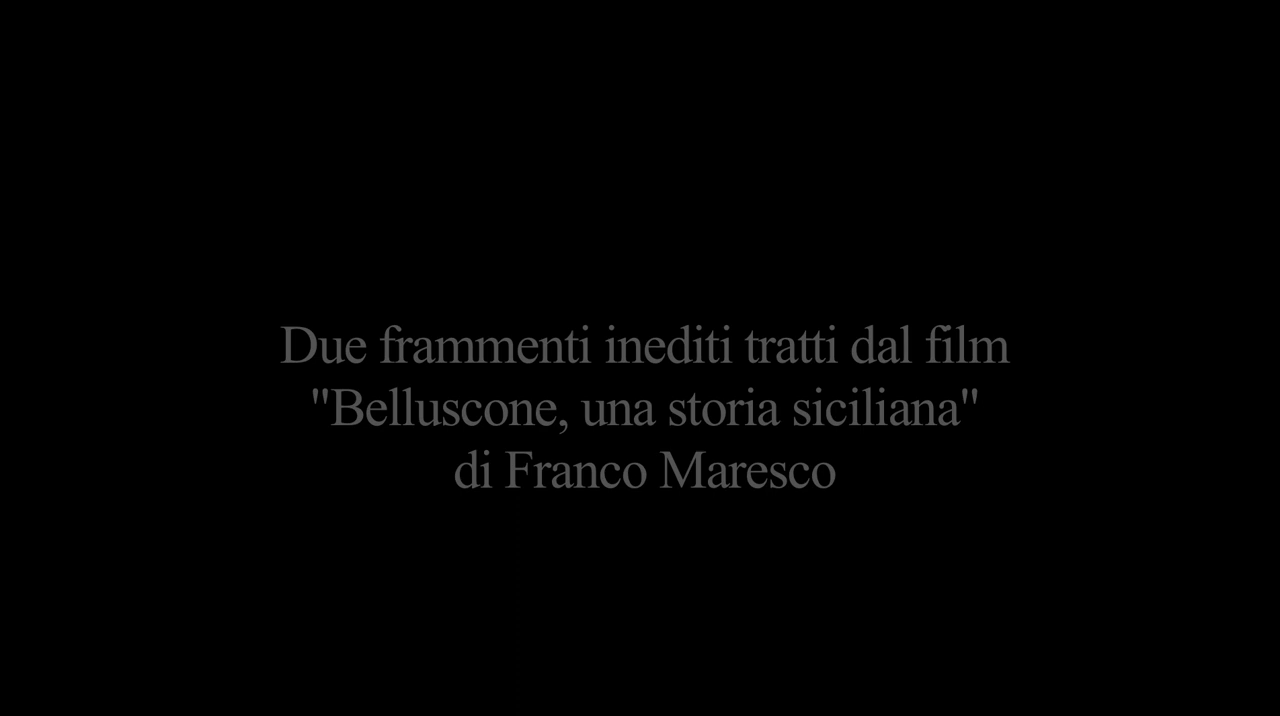 Due frammenti inediti tratti dal film
"Belluscone, una storia siciliana"
di Franco Maresco